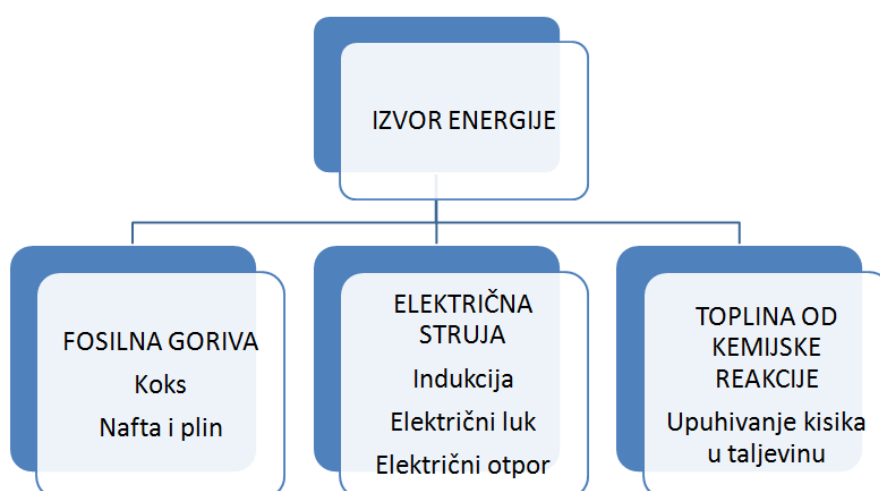 IZVOR ENERGIJE
FOSILNA GORIVA
Koks
Nafta i plin
ELEKTRIČNA
STRUJA
Indukcija
Električni luk
Električni otpor
TOPLINA OD
KEMIJSKE
REAKCIJE
Upuhivanje kisika
u taljevinu